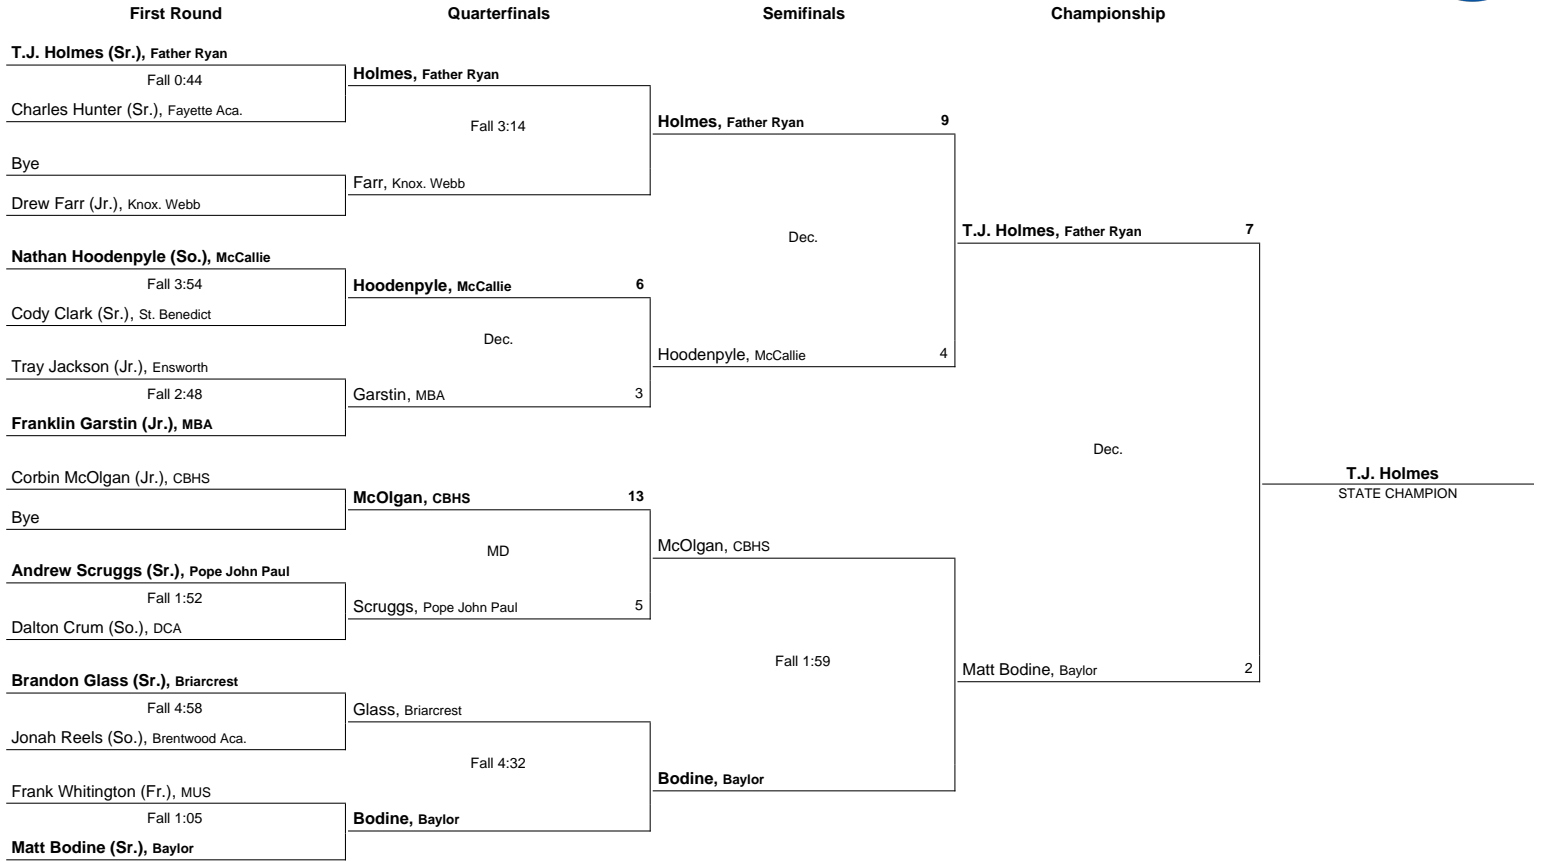 First Round Quarterfinals Semifinals Championship
T.J. Holmes (Sr.), Father Ryan
Fall 0:44
Charles Hunter (Sr.), Fayette Aca.
Bye
Drew Farr (Jr.), Knox. Webb
Nathan Hoodenpyle (So.), McCallie
Fall 3:54
Cody Clark (Sr.), St. Benedict
Tray Jackson (Jr.), Ensworth
Fall 2:48
Franklin Garstin (Jr.), MBA
Corbin McOlgan (Jr.), CBHS
Bye
Andrew Scruggs (Sr.), Pope John Paul
Fall 1:52
Dalton Crum (So.), DCA
Brandon Glass (Sr.), Briarcrest
Fall 4:58
Jonah Reels (So.), Brentwood Aca.
Frank Whitington (Fr.), MUS
Fall 1:05
Matt Bodine (Sr.), Baylor
Holmes, Father Ryan
Fall 3:14
Farr, Knox. Webb
Hoodenpyle, McCallie 6
Dec.
Garstin, MBA 3
McOlgan, CBHS 13
MD
Scruggs, Pope John Paul 5
Glass, Briarcrest
Fall 4:32
Bodine, Baylor
Holmes, Father Ryan 9
Dec.
Hoodenpyle, McCallie 4
McOlgan, CBHS
Fall 1:59
Bodine, Baylor
T.J. Holmes, Father Ryan 7
Dec.
Matt Bodine, Baylor 2
T.J. Holmes
STATE CHAMPION